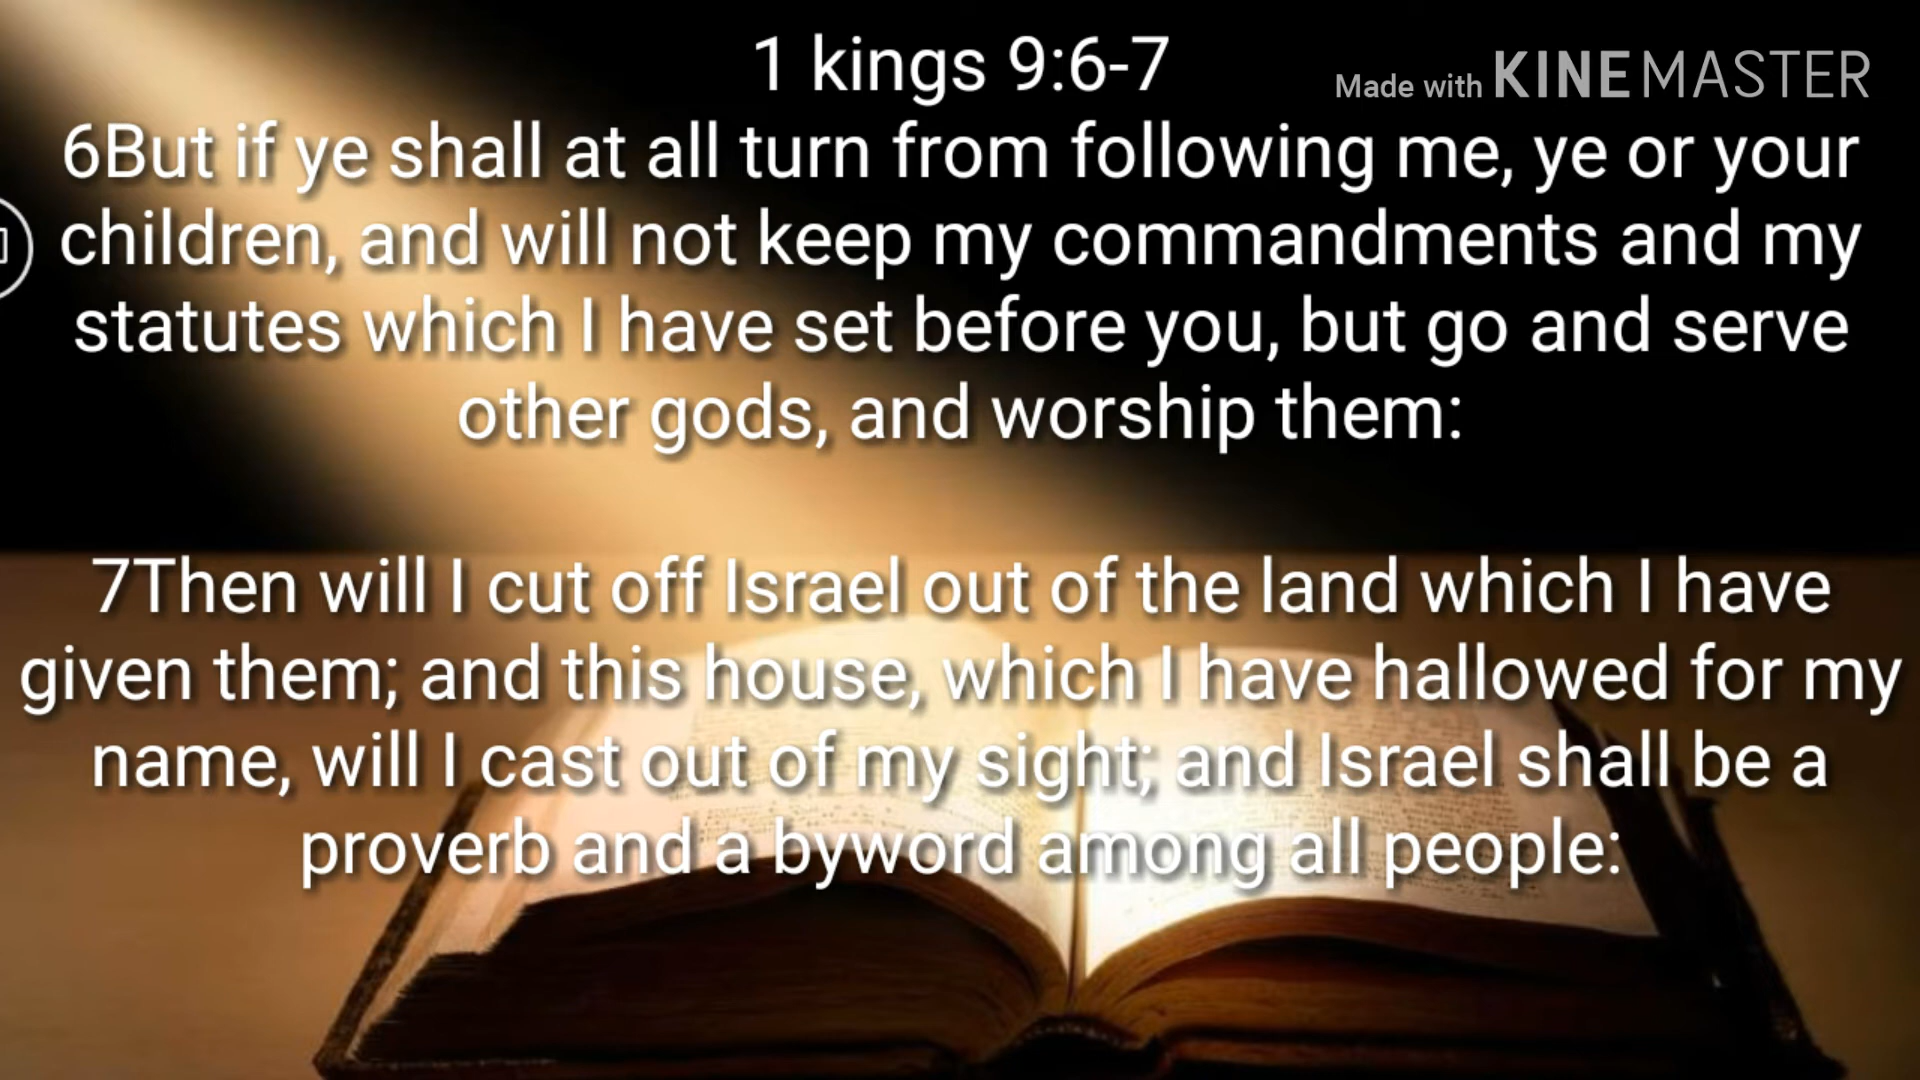 1 kings 9:6-7
Made with KINEMASTER
6But if ye shall at all turn from following me, ye or your
children, and will not keep my commandments and my
statutes which I have set before you, but go and serve
other gods, and worship them:
7Then will I cut off Israel out of the land which I have
given them; and this house, which I have hallowed for my
name, will I cast out of my sight; and Israel shall be a
proverb and a byword among all people: